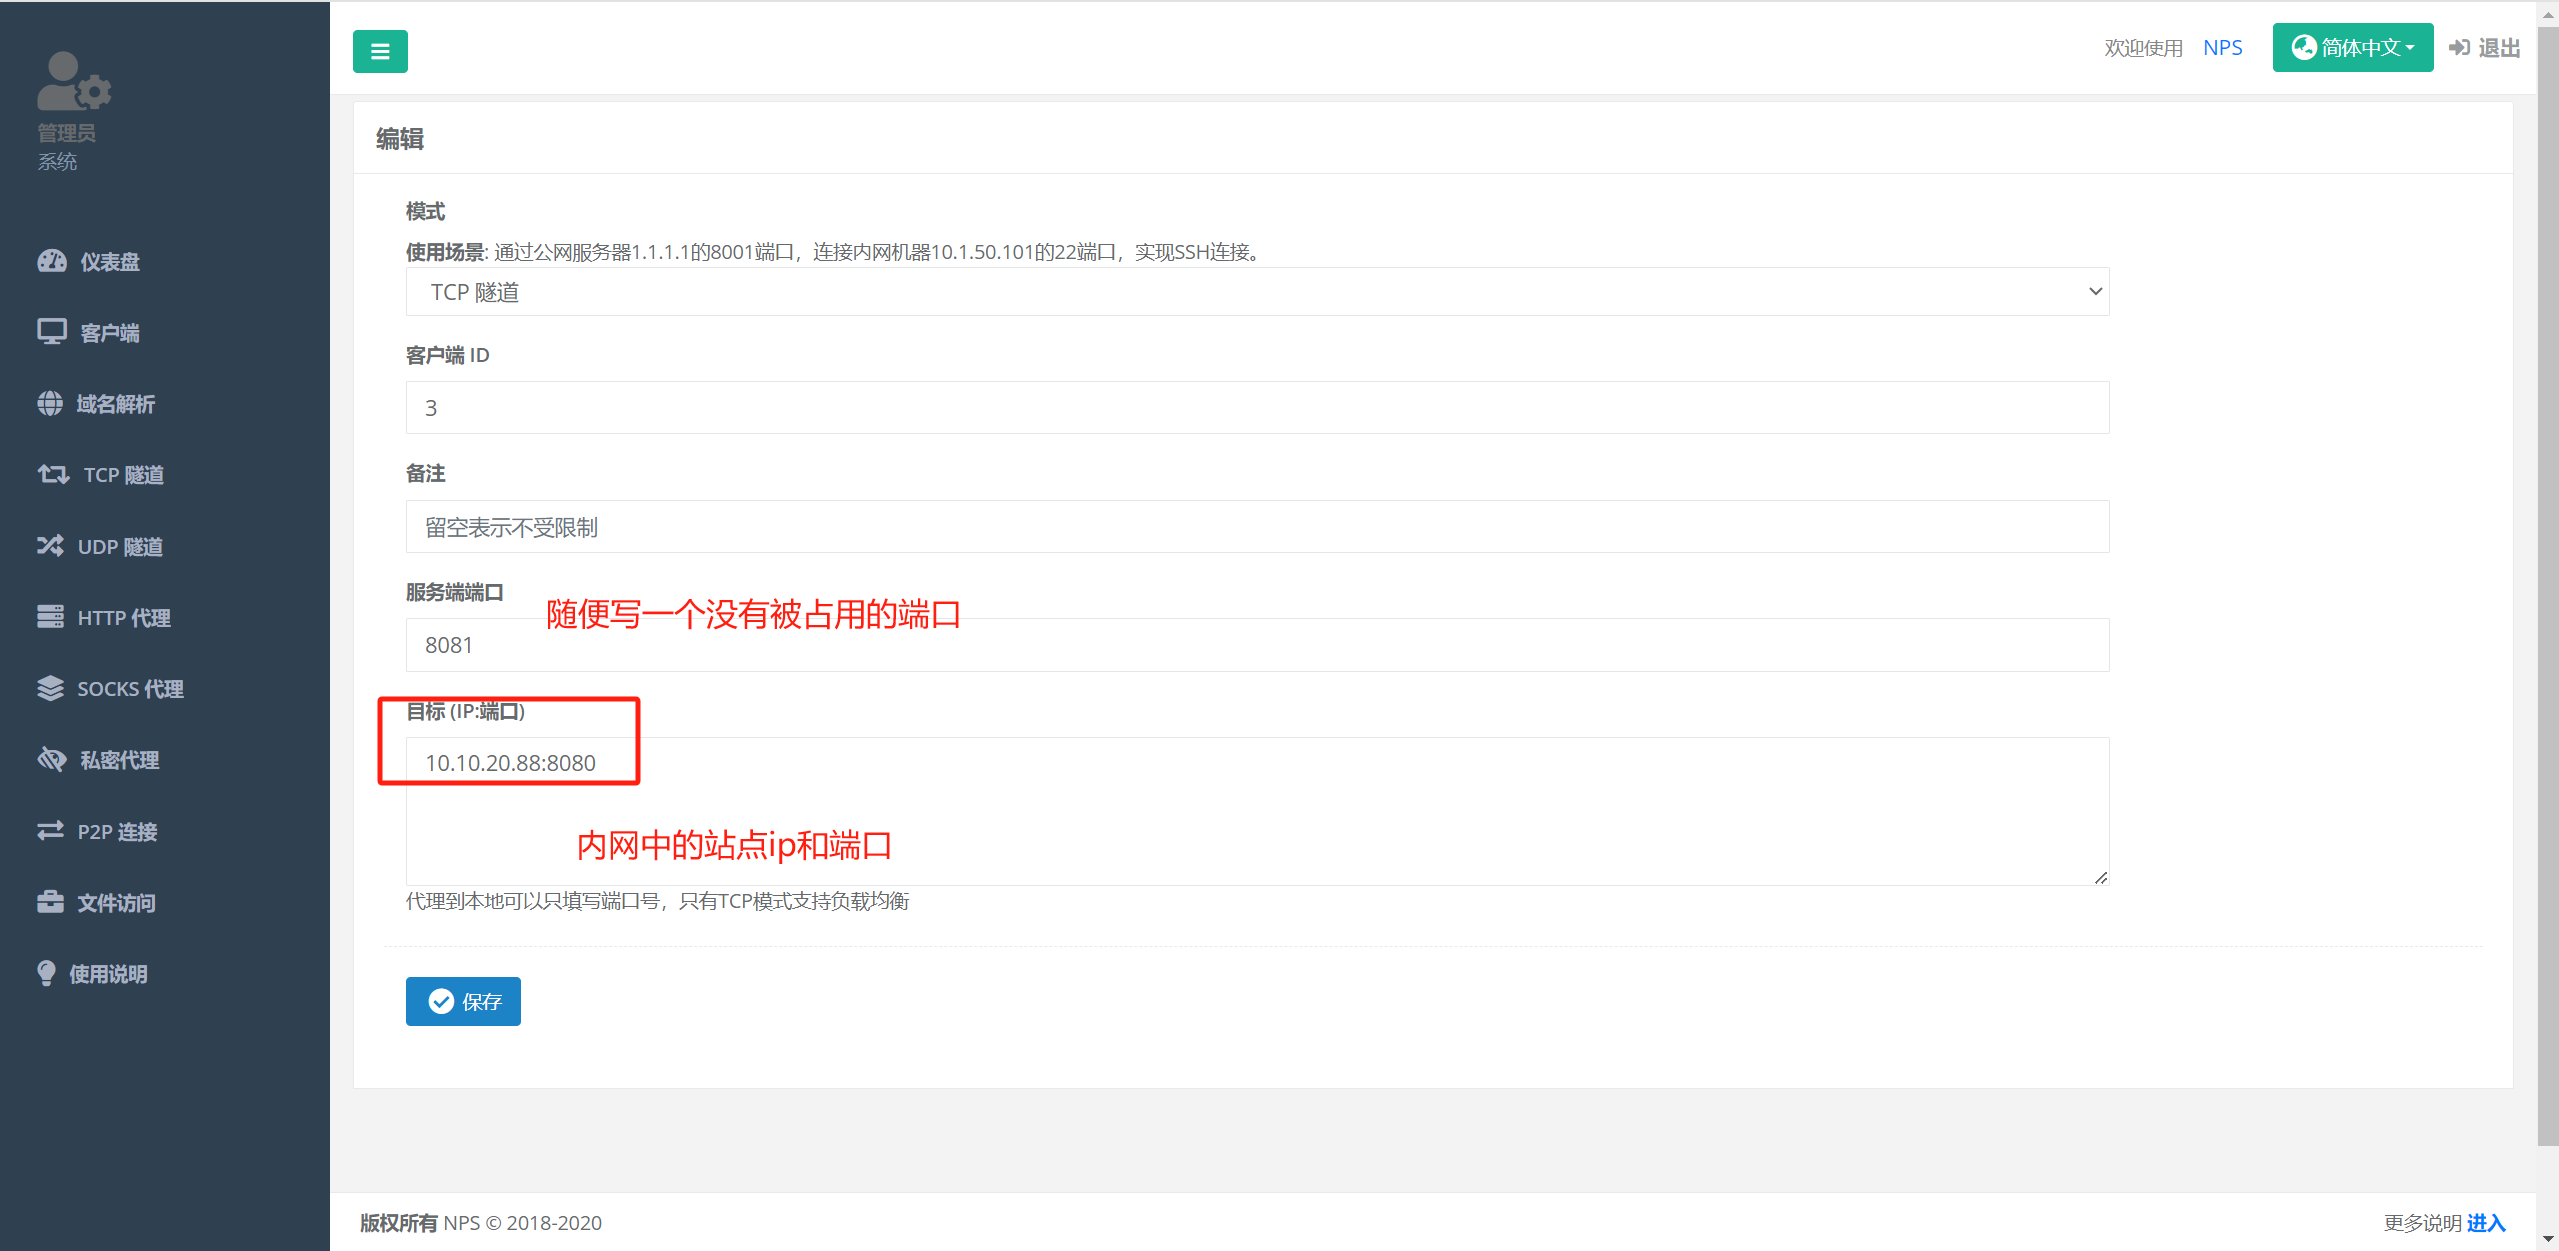 欢迎使用 NPS 简体中文 退出
管理员
系统
仪表盘
客户端
域名解析
TCP 隧道
UDP 隧道
HTTP 代理
SOCKS 代理
私密代理
P2P 连接
文件访问
使用说明
编辑
模式
使用场景: 通过公网服务器1.1.1.1的8001端口，连接内网机器10.1.50.101的22端口，实现SSH连接。
TCP 隧道
客户端 ID
3
备注
留空表示不受限制
服务端端口
随便写一个没有被占用的端口
8081
目标 (IP:端口)
10.10.20.88:8080
内网中的站点ip和端口
代理到本地可以只填写端口号，只有TCP模式支持负载均衡
保存
版权所有 NPS © 2018-2020
更多说明 进入